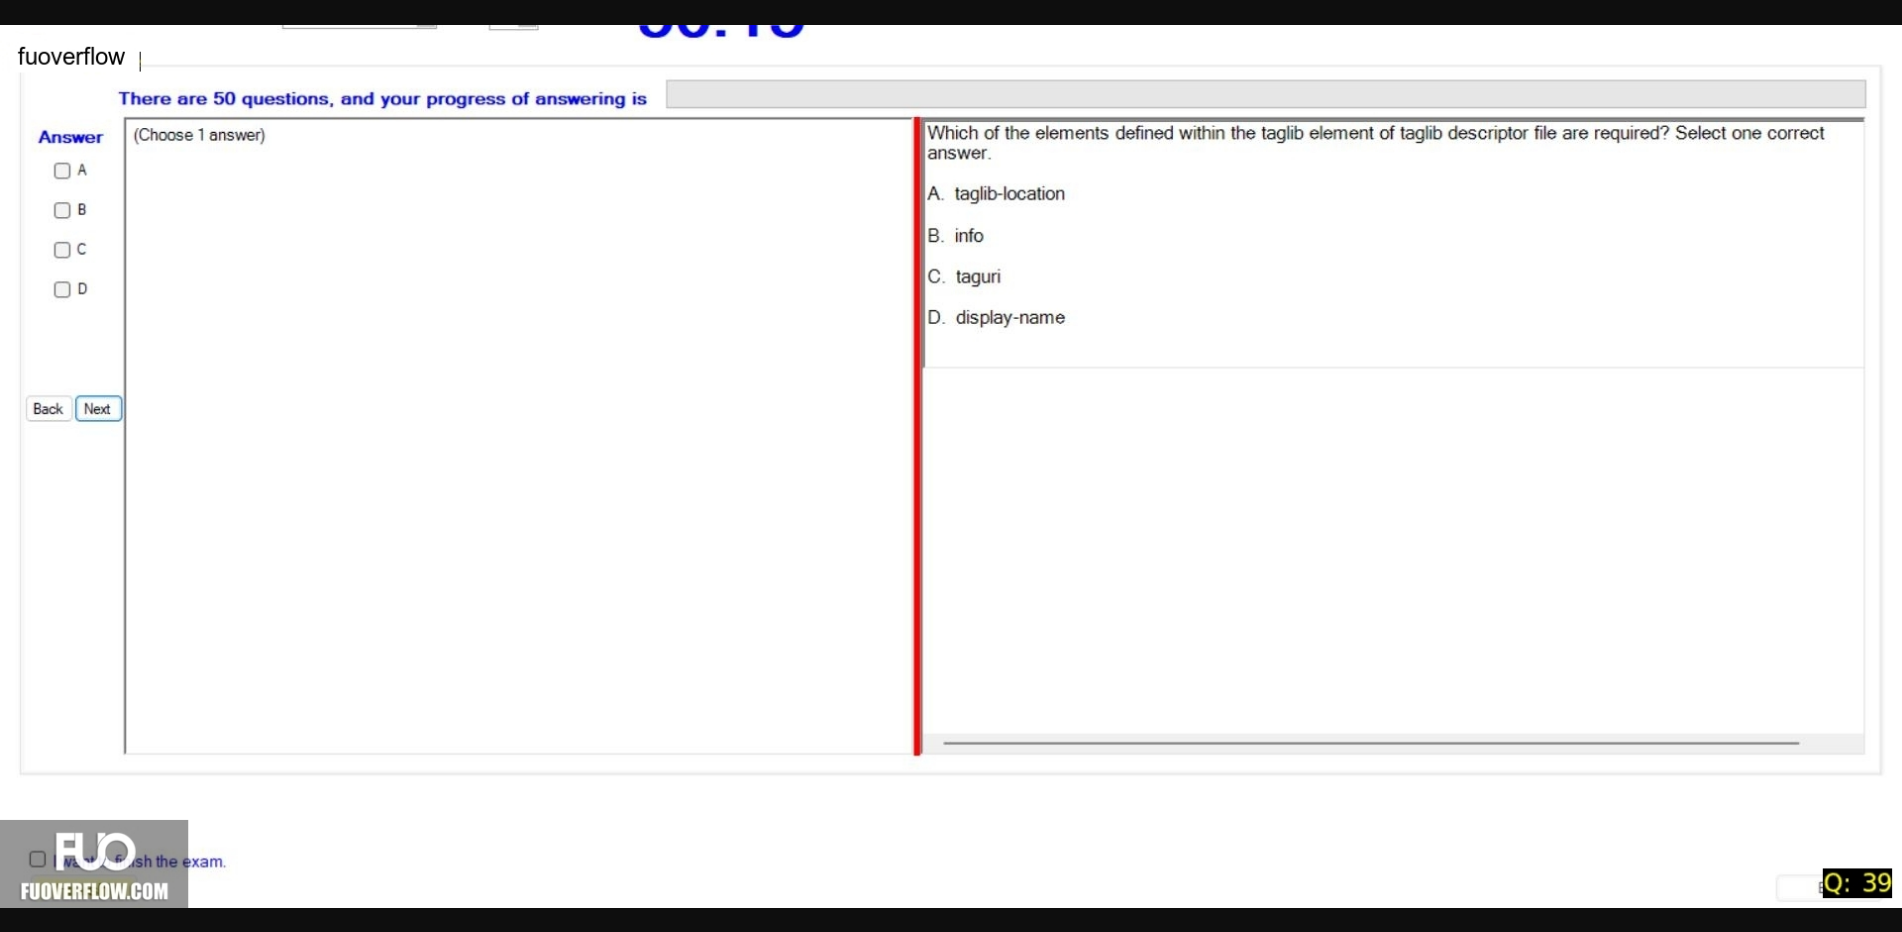 fuoverflow
There are 50 questions, and your progress of answering is
Answer
(Choose 1 answer)
A
B
C
D
Back Next
Which of the elements defined within the taglib element of taglib descriptor file are required? Select one correct
answer.
A. taglib-location
B. info
C. taguri
D. display-name
FUO
the exam.
FUOVERFLOW.COM
Q: 39